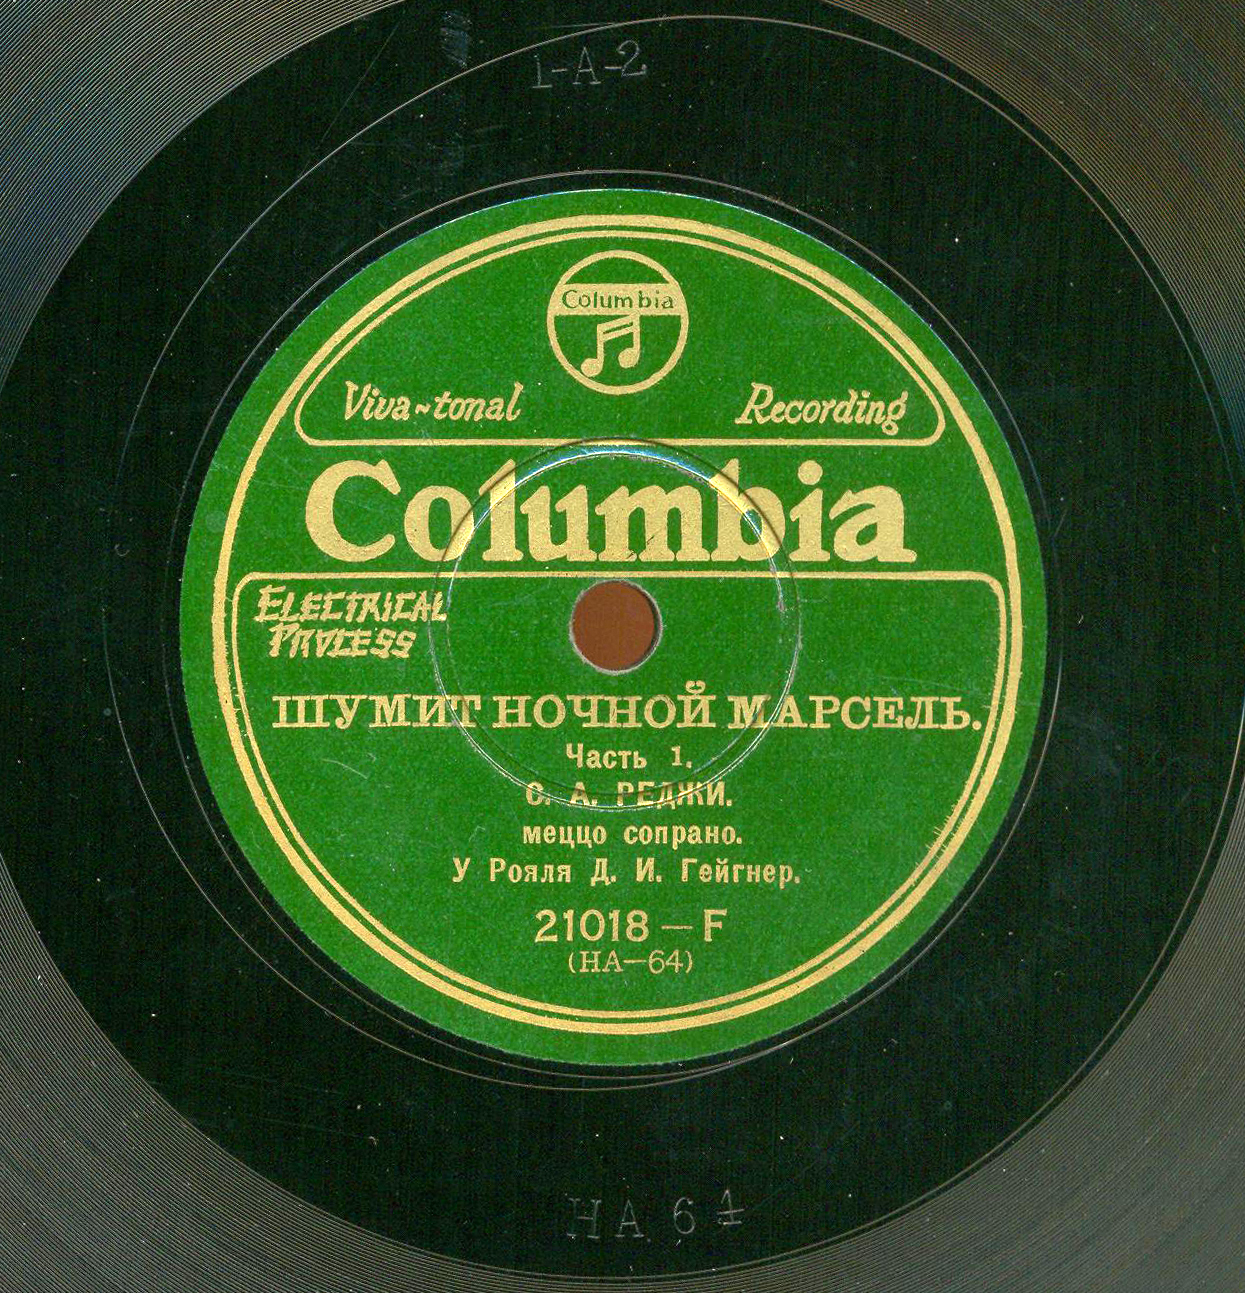 1-A-2
Columbia
Viva-tonal Recording
Columbia
ELECTRICAL
PROCESS
ШУМИТ НОЧНОЙ МАРСЕЛЬ.
Часть 1.
С. А. РЕДЖИ.
меццо сопрано.
У Рояля Д. И. Гейгнер.
21018—F
(HA—64)
HA 64